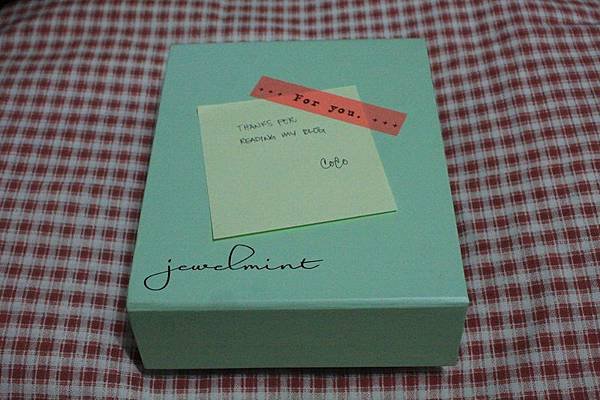 ... For you. ...
THANKS FOR
READING MY BLOG
COCO
jewelmint